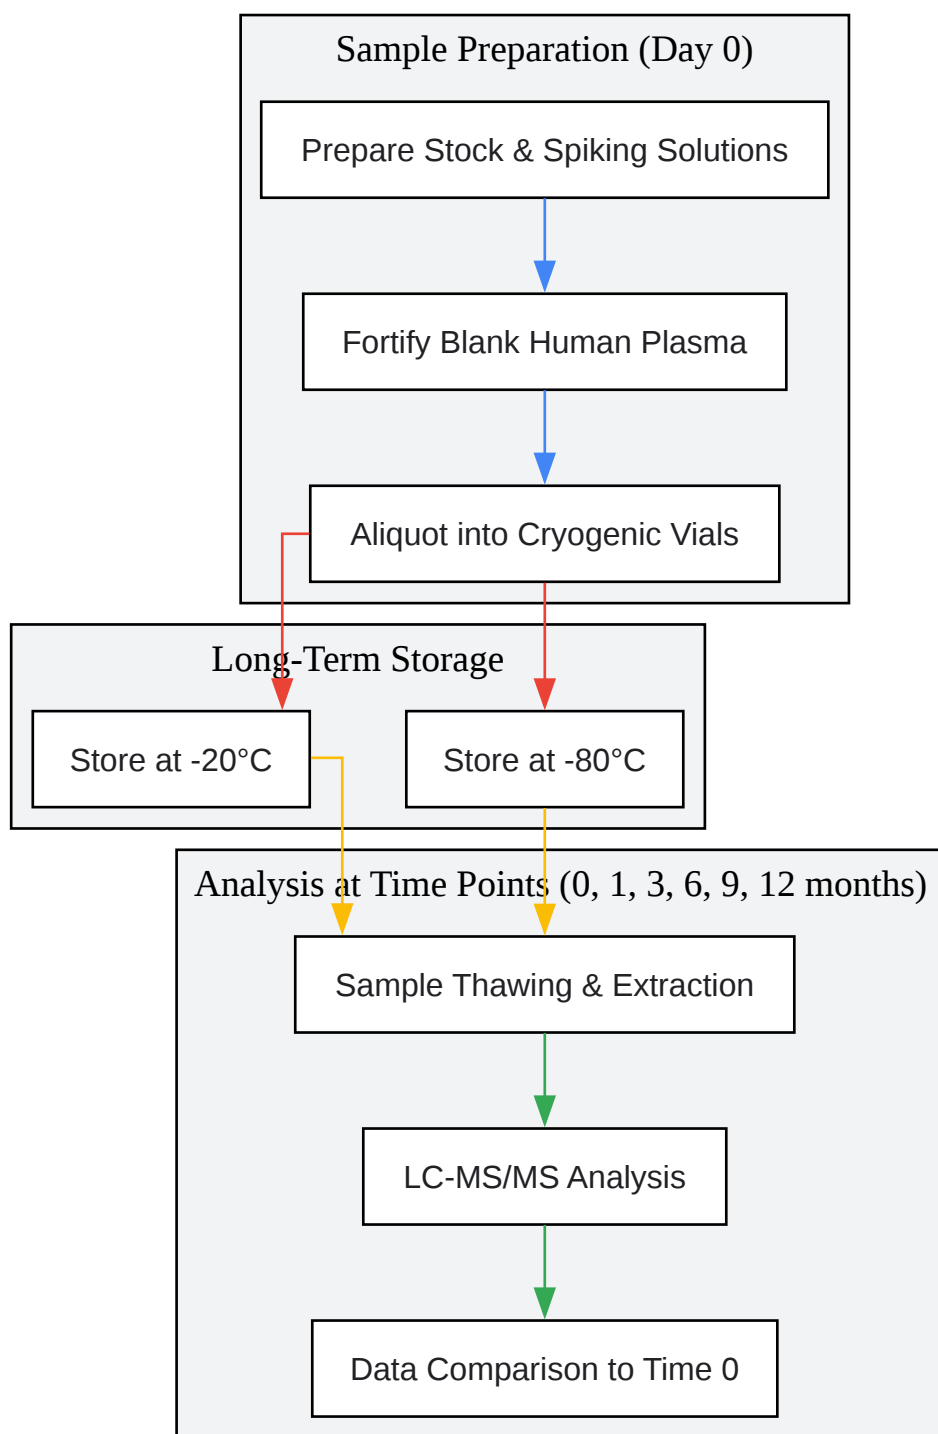 Sample Preparation (Day 0)
Prepare Stock & Spiking Solutions
Fortify Blank Human Plasma
Aliquot into Cryogenic Vials
Long-Term Storage
Store at -20°C
Store at -80°C
Analysis at Time Points (0, 1, 3, 6, 9, 12 months)
Sample Thawing & Extraction
LC-MS/MS Analysis
Data Comparison to Time 0